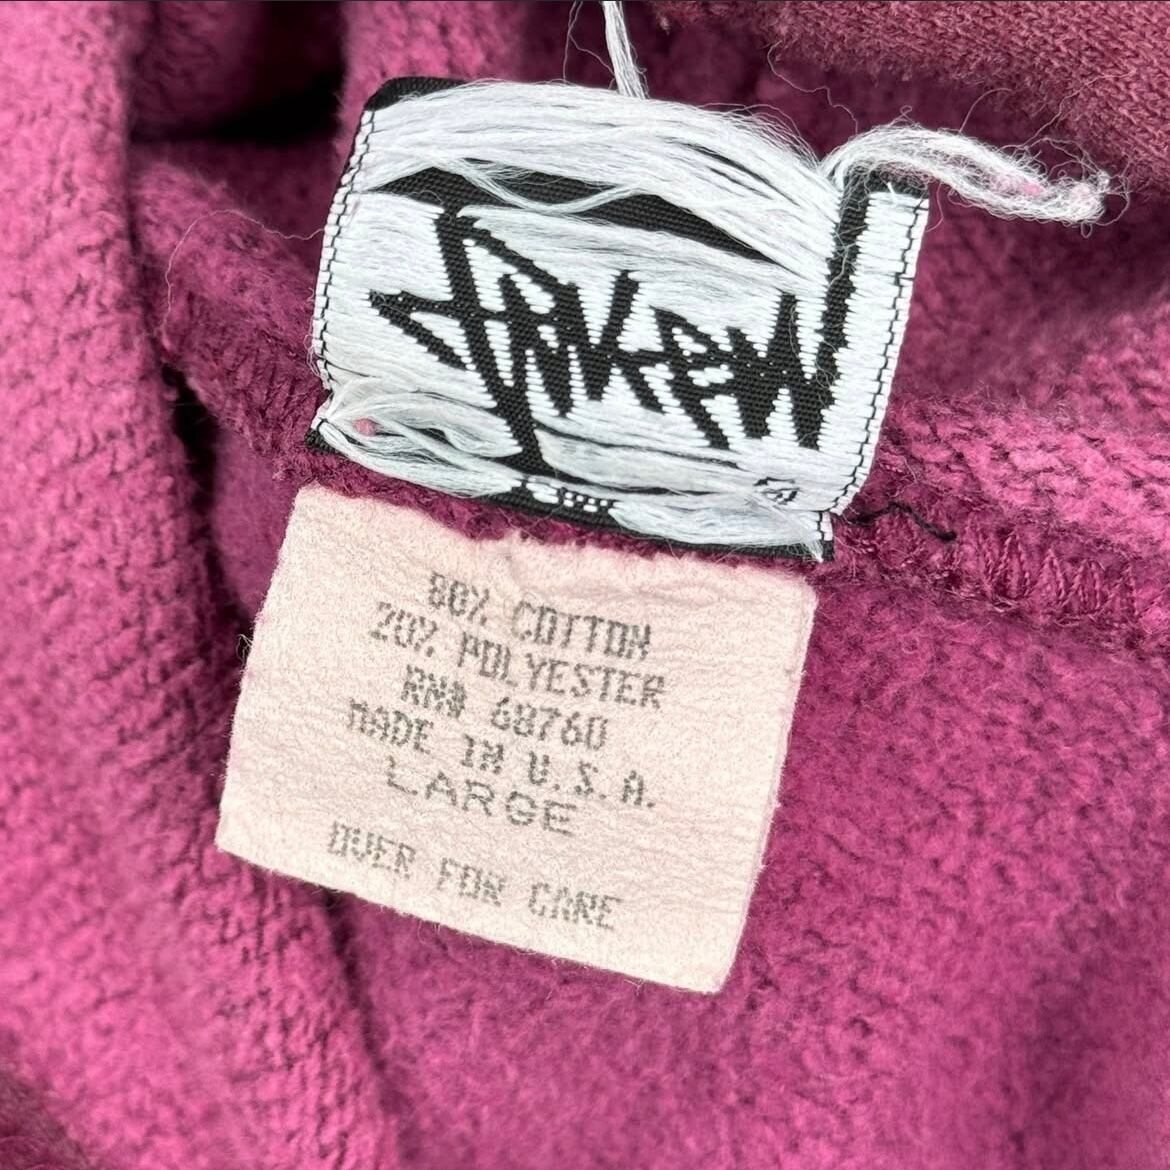 80% COTTON
20% POLYESTER
RN# 68760
MADE IN U.S.A.
LARGE
OVER FOR CARE